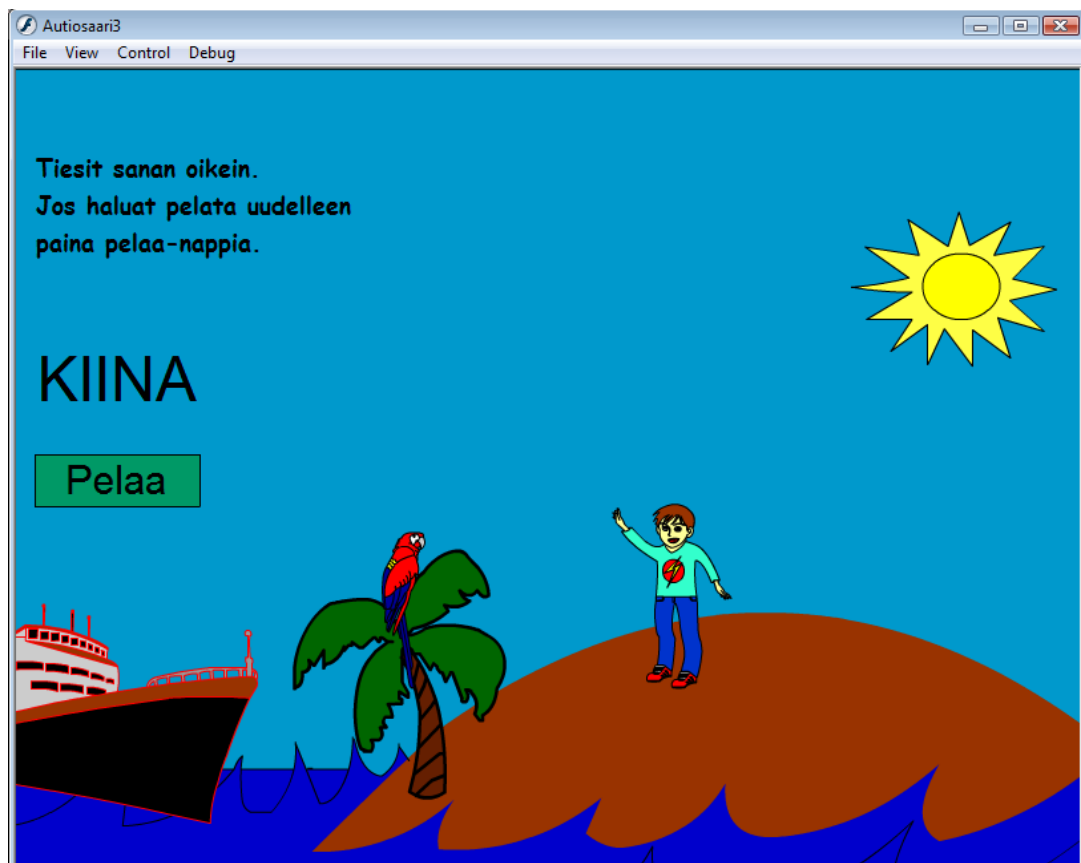 Autiosaari3
File View Control Debug
Tiesit sanan oikein.
Jos haluat pelata uudelleen
paina pelaa-nappia.
KIINA
Pelaa